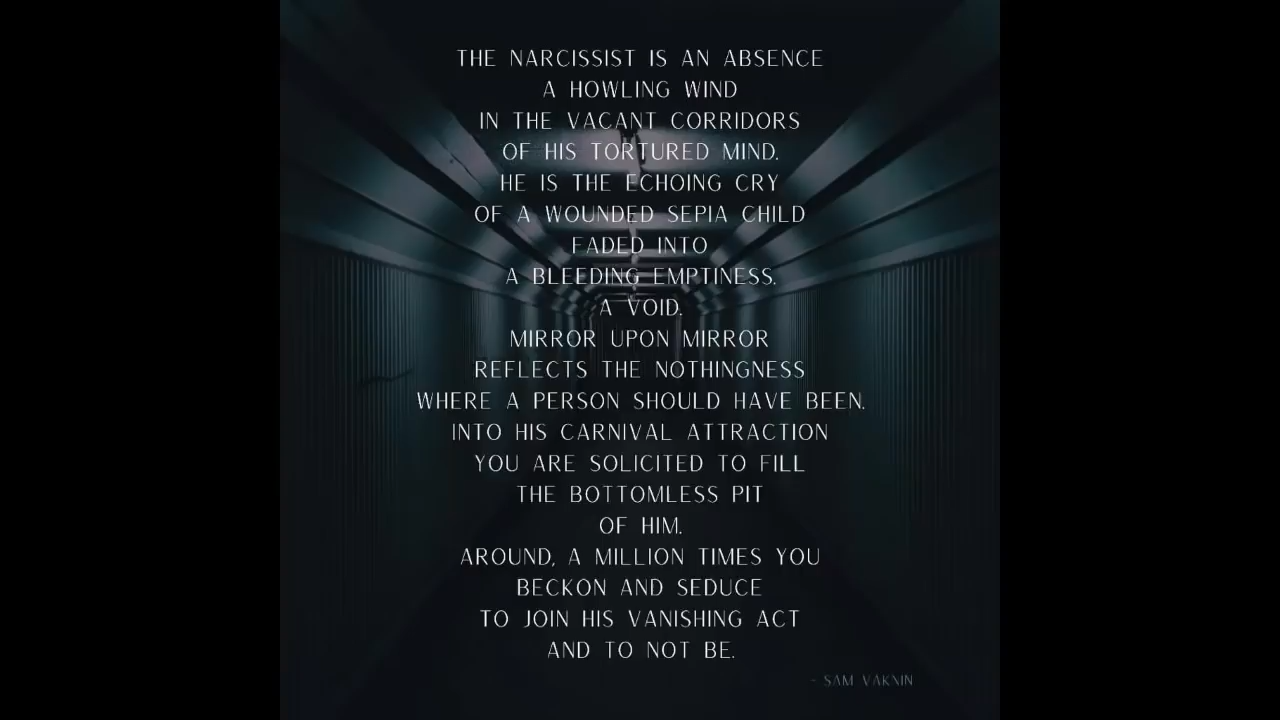 THE NARCISSIST IS AN ABSENCE
A HOWLING WIND
IN THE VACANT CORRIDORS
OF HIS TORTURED MIND.
HE IS THE ECHOING CRY
OF A WOUNDED SEPIA CHILD
FADED INTO
A BLEEDING EMPTINESS.
A VOID.
MIRROR UPON MIRROR
REFLECTS THE NOTHINGNESS
WHERE A PERSON SHOULD HAVE BEEN.
INTO HIS CARNIVAL ATTRACTION
YOU ARE SOLICITED TO FILL
THE BOTTOMLESS PIT
OF HIM.
AROUND, A MILLION TIMES YOU
BECKON AND SEDUCE
TO JOIN HIS VANISHING ACT
AND TO NOT BE.
- SAM VAKNIN